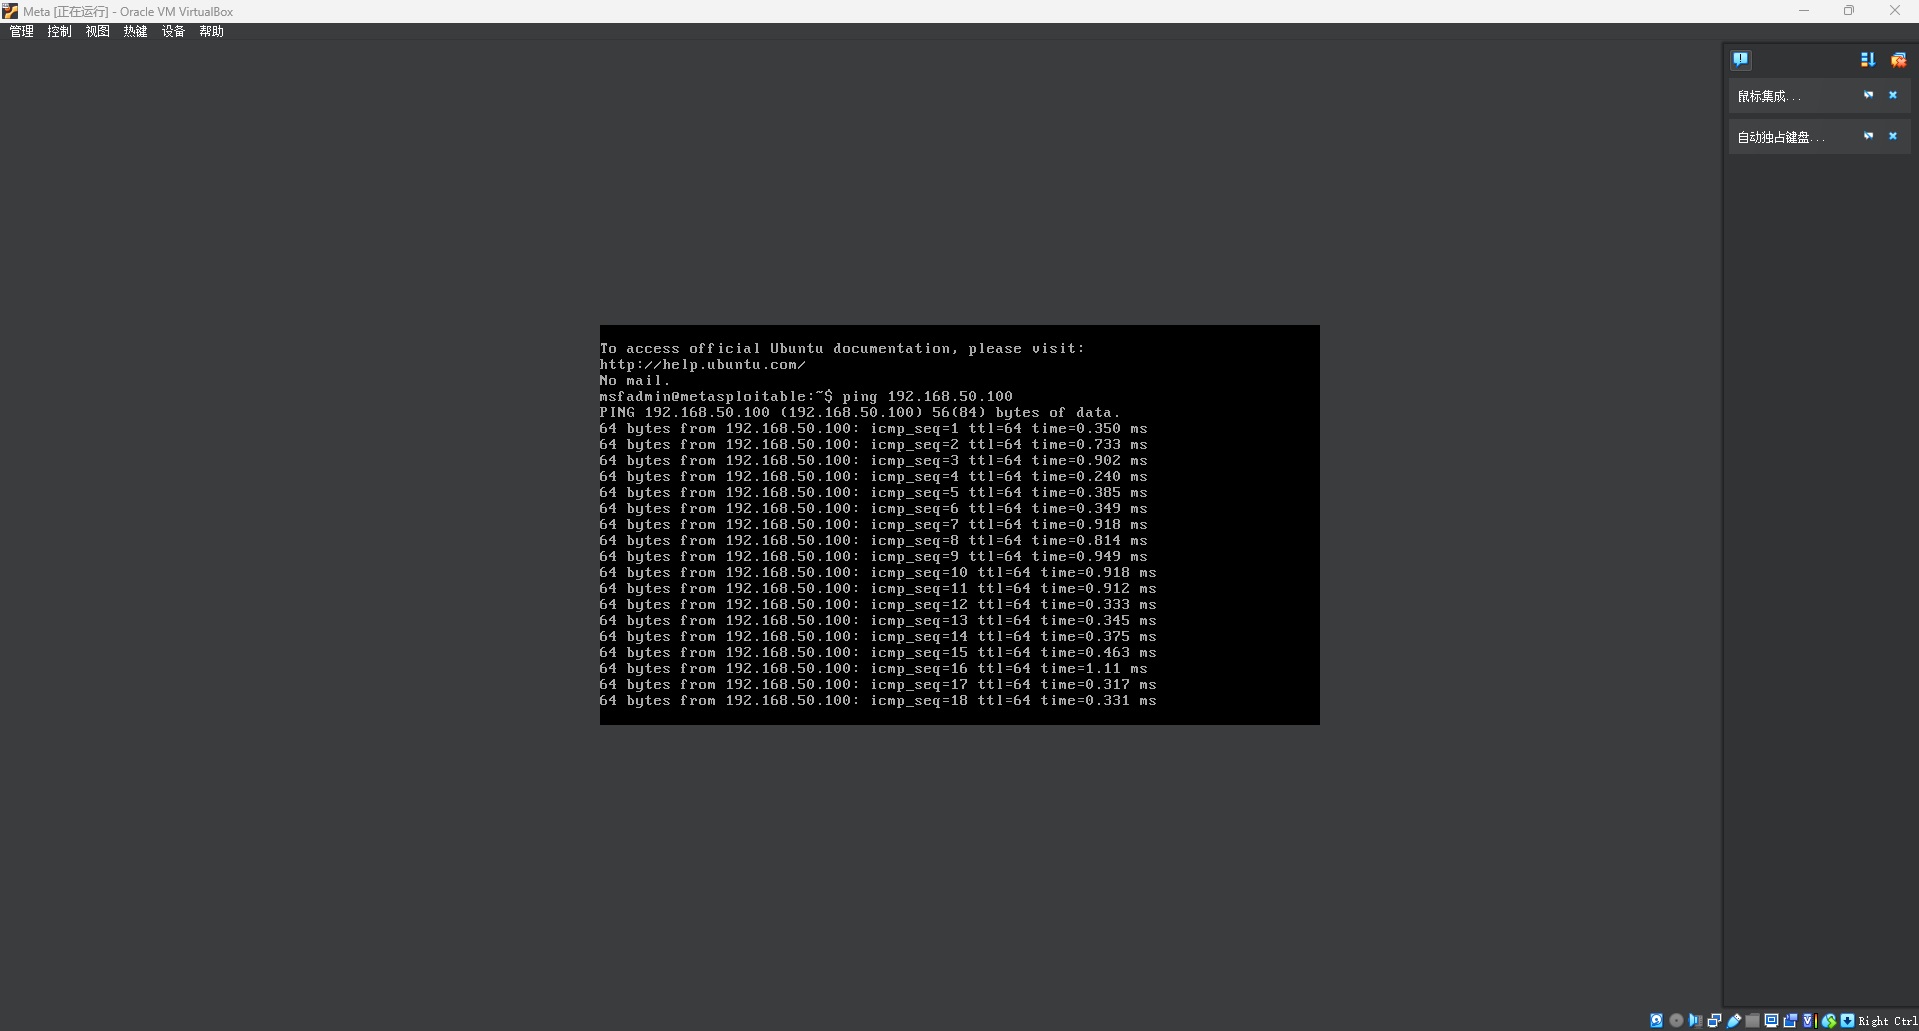 Meta [正在运行] - Oracle VM VirtualBox
管理 控制 视图 热键 设备 帮助
鼠标集成...
自动独占键盘...
To access official Ubuntu documentation, please visit:
http://help.ubuntu.com/
No mail.
msfadmin@metasploitable:~$ ping 192.168.50.100
PING 192.168.50.100 (192.168.50.100) 56(84) bytes of data.
64 bytes from 192.168.50.100: icmp_seq=1 ttl=64 time=0.350 ms
64 bytes from 192.168.50.100: icmp_seq=2 ttl=64 time=0.733 ms
64 bytes from 192.168.50.100: icmp_seq=3 ttl=64 time=0.902 ms
64 bytes from 192.168.50.100: icmp_seq=4 ttl=64 time=0.240 ms
64 bytes from 192.168.50.100: icmp_seq=5 ttl=64 time=0.385 ms
64 bytes from 192.168.50.100: icmp_seq=6 ttl=64 time=0.349 ms
64 bytes from 192.168.50.100: icmp_seq=7 ttl=64 time=0.918 ms
64 bytes from 192.168.50.100: icmp_seq=8 ttl=64 time=0.814 ms
64 bytes from 192.168.50.100: icmp_seq=9 ttl=64 time=0.949 ms
64 bytes from 192.168.50.100: icmp_seq=10 ttl=64 time=0.918 ms
64 bytes from 192.168.50.100: icmp_seq=11 ttl=64 time=0.912 ms
64 bytes from 192.168.50.100: icmp_seq=12 ttl=64 time=0.333 ms
64 bytes from 192.168.50.100: icmp_seq=13 ttl=64 time=0.345 ms
64 bytes from 192.168.50.100: icmp_seq=14 ttl=64 time=0.375 ms
64 bytes from 192.168.50.100: icmp_seq=15 ttl=64 time=0.463 ms
64 bytes from 192.168.50.100: icmp_seq=16 ttl=64 time=1.11 ms
64 bytes from 192.168.50.100: icmp_seq=17 ttl=64 time=0.317 ms
64 bytes from 192.168.50.100: icmp_seq=18 ttl=64 time=0.331 ms
Right Ctrl